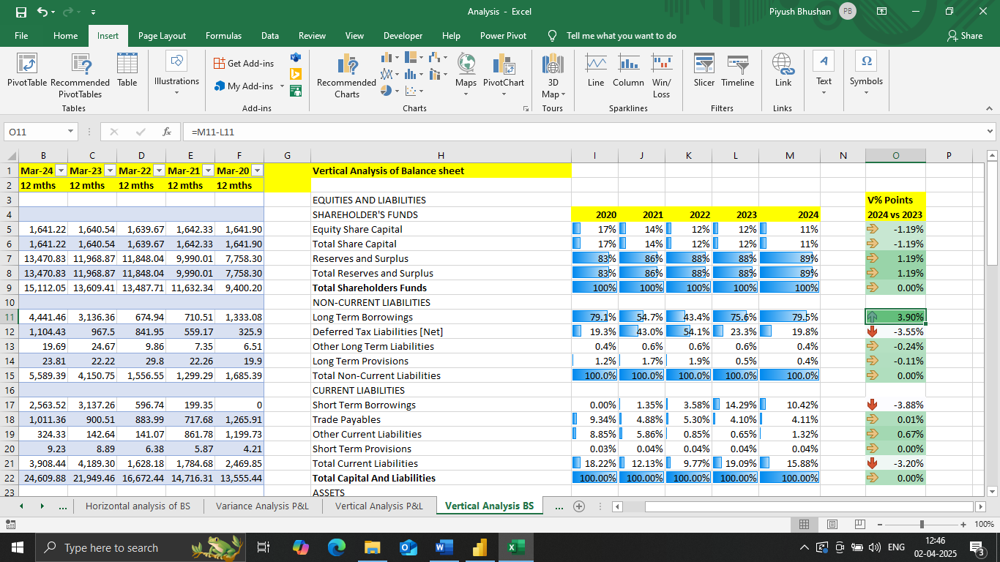 Analysis - Excel
Piyush Bhushan PB
File Home Insert Page Layout Formulas Data Review View Developer Help Power Pivot Tell me what you want to do Share
PivotTable Recommended PivotTables Table
Tables
Illustrations
Get Add-ins
My Add-ins
Add-ins
Recommended Charts
Maps PivotChart
Charts
3D Map
Tours
Line Column Win/ Loss
Sparklines
Slicer Timeline
Filters
Link
Links
Text
Symbols
O11 fx =M11-L11
B C D E F G H I J K L M N O P
1 Mar-24 Mar-23 Mar-22 Mar-21 Mar-20 Vertical Analysis of Balance sheet
2 12 mths 12 mths 12 mths 12 mths 12 mths
3 EQUITIES AND LIABILITIES V% Points
4 SHAREHOLDER'S FUNDS 2020 2021 2022 2023 2024 2024 vs 2023
5 1,641.22 1,640.54 1,639.67 1,642.33 1,641.90 Equity Share Capital 17% 14% 12% 12% 11% -1.19%
6 1,641.22 1,640.54 1,639.67 1,642.33 1,641.90 Total Share Capital 17% 14% 12% 12% 11% -1.19%
7 13,470.83 11,968.87 11,848.04 9,990.01 7,758.30 Reserves and Surplus 83% 86% 88% 88% 89% 1.19%
8 13,470.83 11,968.87 11,848.04 9,990.01 7,758.30 Total Reserves and Surplus 83% 86% 88% 88% 89% 1.19%
9 15,112.05 13,609.41 13,487.71 11,632.34 9,400.20 Total Shareholders Funds 100% 100% 100% 100% 100% 0.00%
10 NON-CURRENT LIABILITIES
11 4,441.46 3,136.36 674.94 710.51 1,333.08 Long Term Borrowings 79.1% 54.7% 43.4% 75.6% 79.5% 3.90%
12 1,104.43 967.5 841.95 559.17 325.9 Deferred Tax Liabilities [Net] 19.3% 43.0% 54.1% 23.3% 19.8% -3.55%
13 19.69 24.67 9.86 7.35 6.51 Other Long Term Liabilities 0.4% 0.6% 0.6% 0.6% 0.4% -0.24%
14 23.81 22.22 29.8 22.26 19.9 Long Term Provisions 1.2% 1.7% 1.9% 0.5% 0.4% -0.11%
15 5,589.39 4,150.75 1,556.55 1,299.29 1,685.39 Total Non-Current Liabilities 100.0% 100.0% 100.0% 100.0% 100.0% 0.00%
16 CURRENT LIABILITIES
17 2,563.52 3,137.26 596.74 199.35 0 Short Term Borrowings 0.00% 1.35% 3.58% 14.29% 10.42% -3.88%
18 1,011.36 900.51 883.99 717.68 1,265.91 Trade Payables 9.34% 4.88% 5.30% 4.10% 4.11% 0.01%
19 324.33 142.64 141.07 861.78 1,199.73 Other Current Liabilities 8.85% 5.86% 0.85% 0.65% 1.32% 0.67%
20 9.23 8.89 6.38 5.87 4.21 Short Term Provisions 0.03% 0.04% 0.04% 0.04% 0.04% 0.00%
21 3,908.44 4,189.30 1,628.18 1,784.68 2,469.85 Total Current Liabilities 18.22% 12.13% 9.77% 19.09% 15.88% -3.20%
22 24,609.88 21,949.46 16,672.44 14,716.31 13,555.44 Total Capital And Liabilities 100.00% 100.00% 100.00% 100.00% 100.00% 0.00%
23 ASSETS
... Horizontal analysis of BS Variance Analysis P&L Vertical Analysis P&L Vertical Analysis BS ...
100%
Type here to search
ENG 12:46
02-04-2025
3